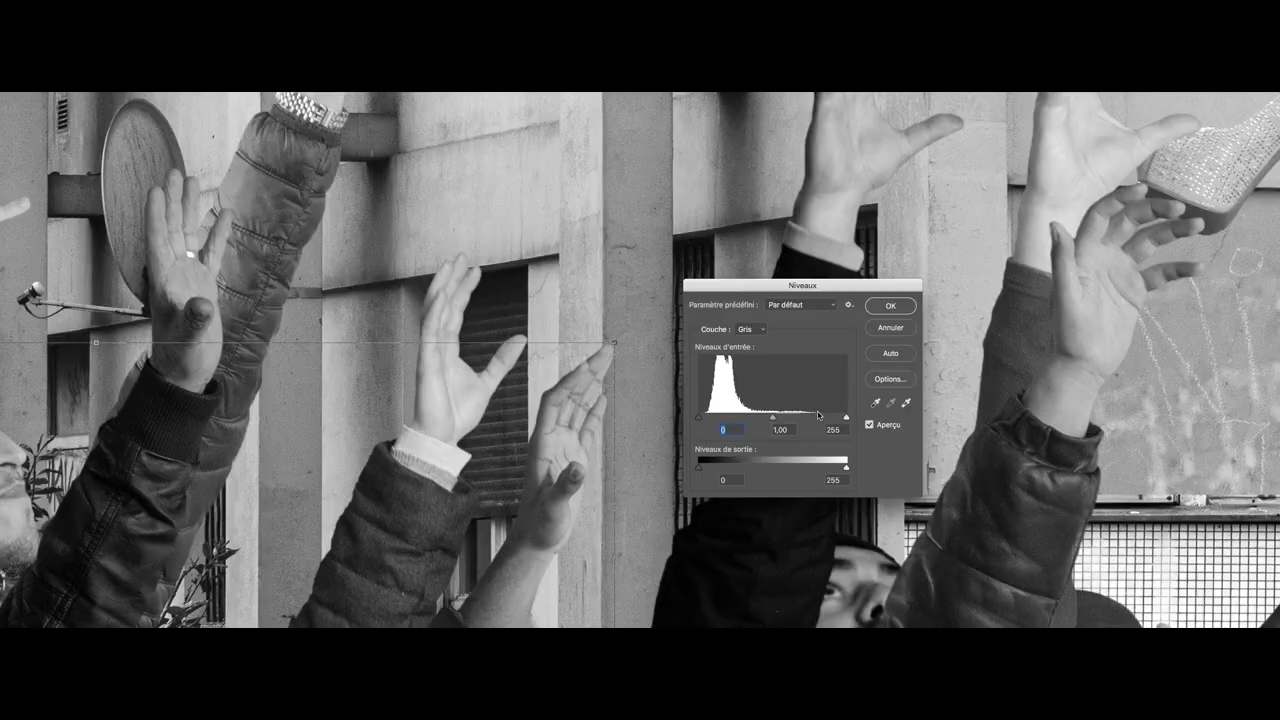 Niveaux
Paramètre prédéfini : Par défaut
OK
Couche : Gris
Annuler
Niveaux d'entrée :
Auto
Options...
Aperçu
0 1,00 255
Niveaux de sortie :
0 255